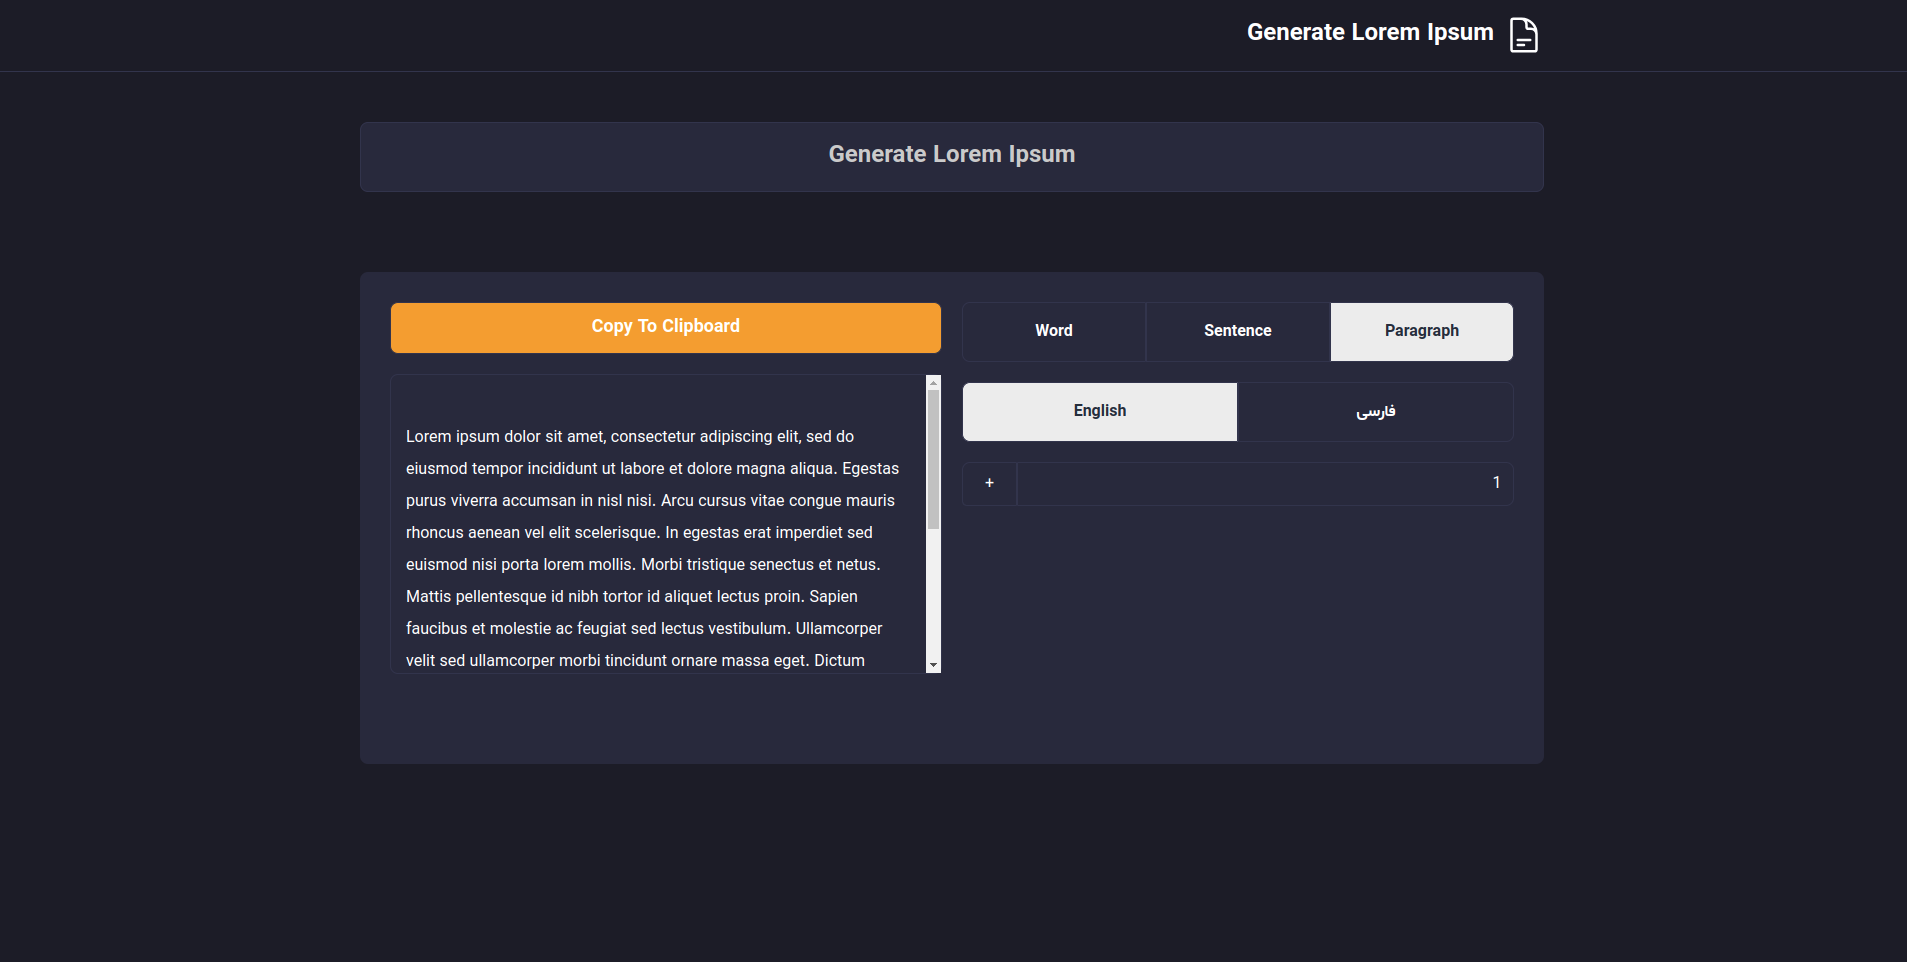 Generate Lorem Ipsum
Generate Lorem Ipsum
Copy To Clipboard
Word
Sentence
Paragraph
English
فارسی
+
1
Lorem ipsum dolor sit amet, consectetur adipiscing elit, sed do
eiusmod tempor incididunt ut labore et dolore magna aliqua. Egestas
purus viverra accumsan in nisl nisi. Arcu cursus vitae congue mauris
rhoncus aenean vel elit scelerisque. In egestas erat imperdiet sed
euismod nisi porta lorem mollis. Morbi tristique senectus et netus.
Mattis pellentesque id nibh tortor id aliquet lectus proin. Sapien
faucibus et molestie ac feugiat sed lectus vestibulum. Ullamcorper
velit sed ullamcorper morbi tincidunt ornare massa eget. Dictum